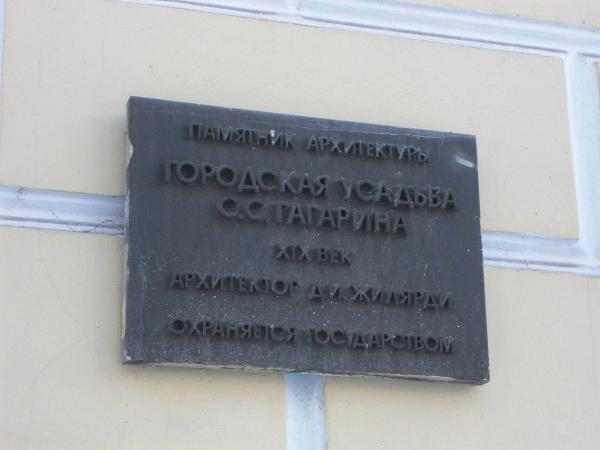 ПАМЯТНИК АРХИТЕКТУРЫ
ГОРОДСКАЯ УСАДЬБА
С.С. ГАГАРИНА
XIX ВЕК
АРХИТЕКТОР Д.И. ЖИЛЯРДИ
ОХРАНЯЕТСЯ ГОСУДАРСТВОМ